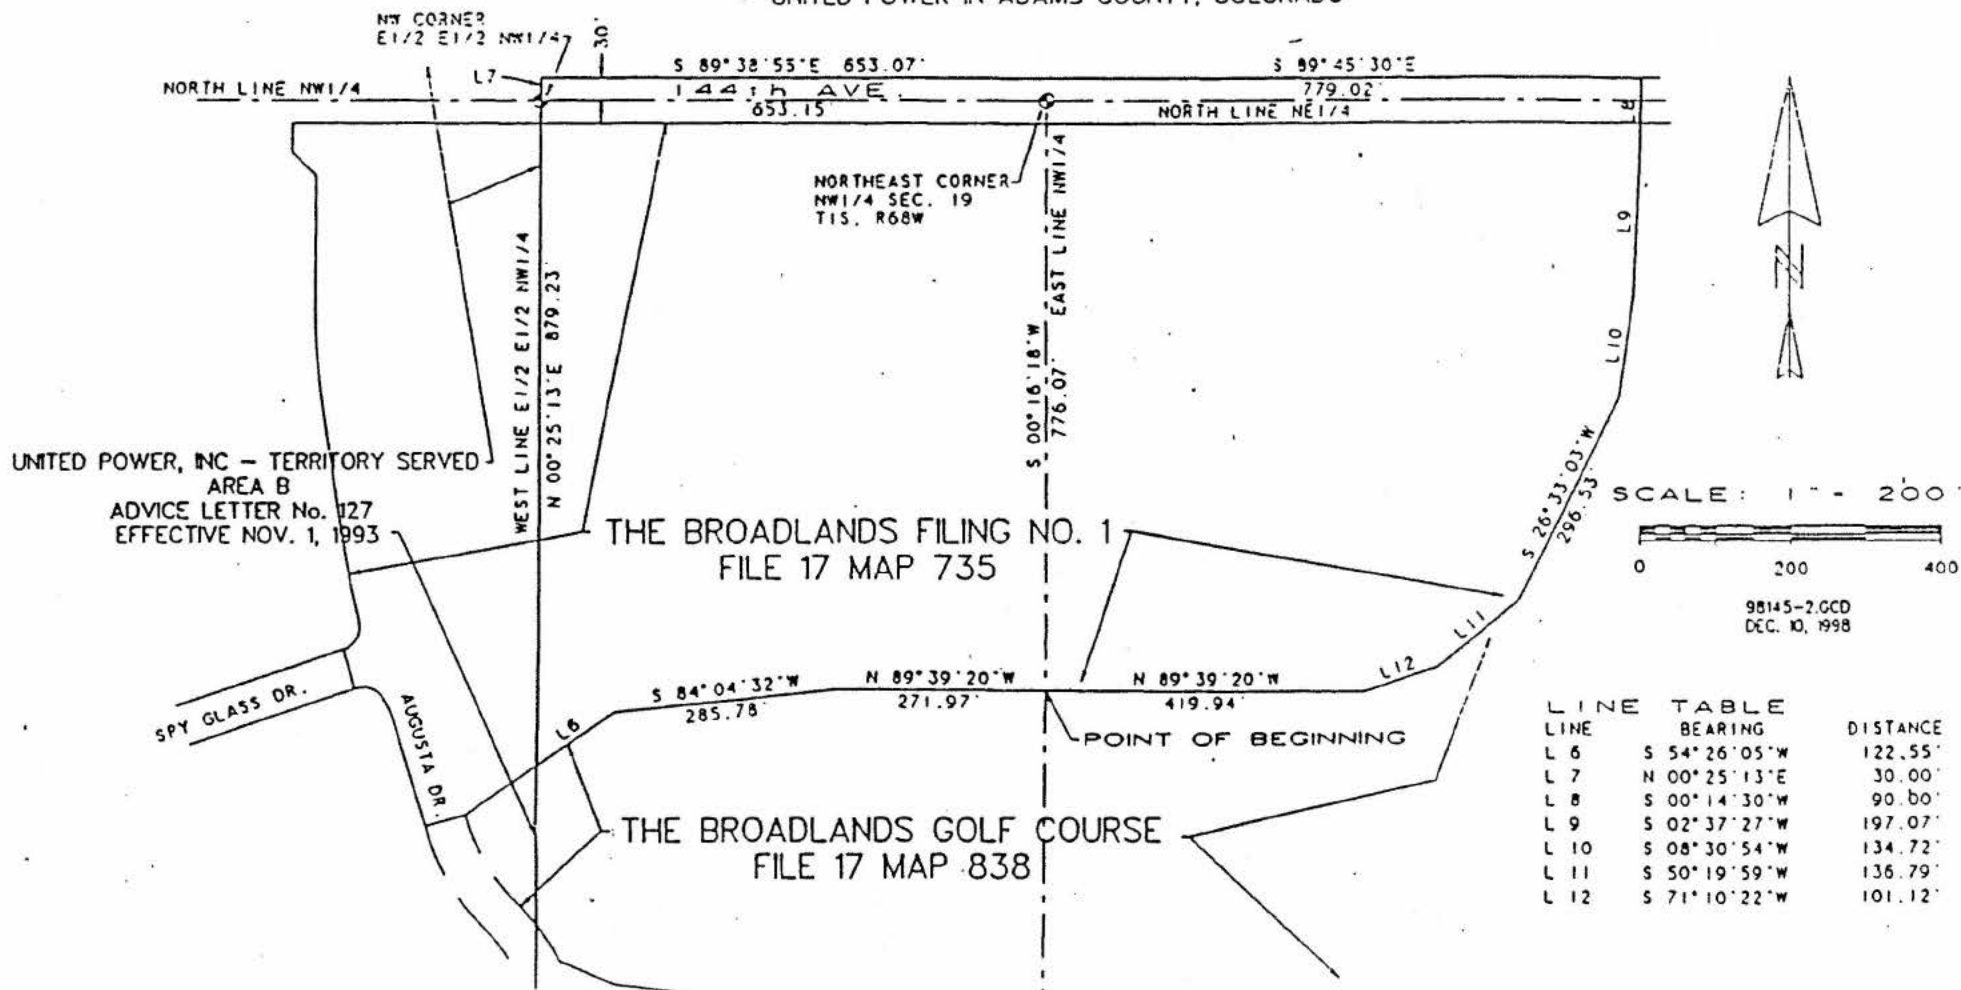 UNITED POWER IN ADAMS COUNTY, COLORADO
NW CORNER
E1/2 E1/2 NW1/4
30'
L7
NORTH LINE NW1/4
S 89°38'55"E 653.07'
S 89°45'30"E
144th AVE.
779.02'
653.15'
NORTH LINE NE1/4
L8
NORTHEAST CORNER
NW1/4 SEC. 19
T1S, R68W
EAST LINE NW1/4
S 00°16'18"W
776.07'
WEST LINE E1/2 E1/2 NW1/4
N 00°25'13"E 879.23'
L9
L10
N
UNITED POWER, INC – TERRITORY SERVED
AREA B
ADVICE LETTER No. 127
EFFECTIVE NOV. 1, 1993
S 26°33'03"W
296.53'
SCALE: 1" = 200'
0 200 400
98145-2.GCD
DEC. 10, 1998
THE BROADLANDS FILING NO. 1
FILE 17 MAP 735
L11
L12
S 84°04'32"W
285.78'
N 89°39'20"W
271.97'
N 89°39'20"W
419.94'
L6
SPY GLASS DR.
AUGUSTA DR.
POINT OF BEGINNING
THE BROADLANDS GOLF COURSE
FILE 17 MAP 838
LINE TABLE
LINE BEARING DISTANCE
L 6 S 54°26'05"W 122.55'
L 7 N 00°25'13"E 30.00'
L 8 S 00°14'30"W 90.00'
L 9 S 02°37'27"W 197.07'
L 10 S 08°30'54"W 134.72'
L 11 S 50°19'59"W 136.79'
L 12 S 71°10'22"W 101.12'